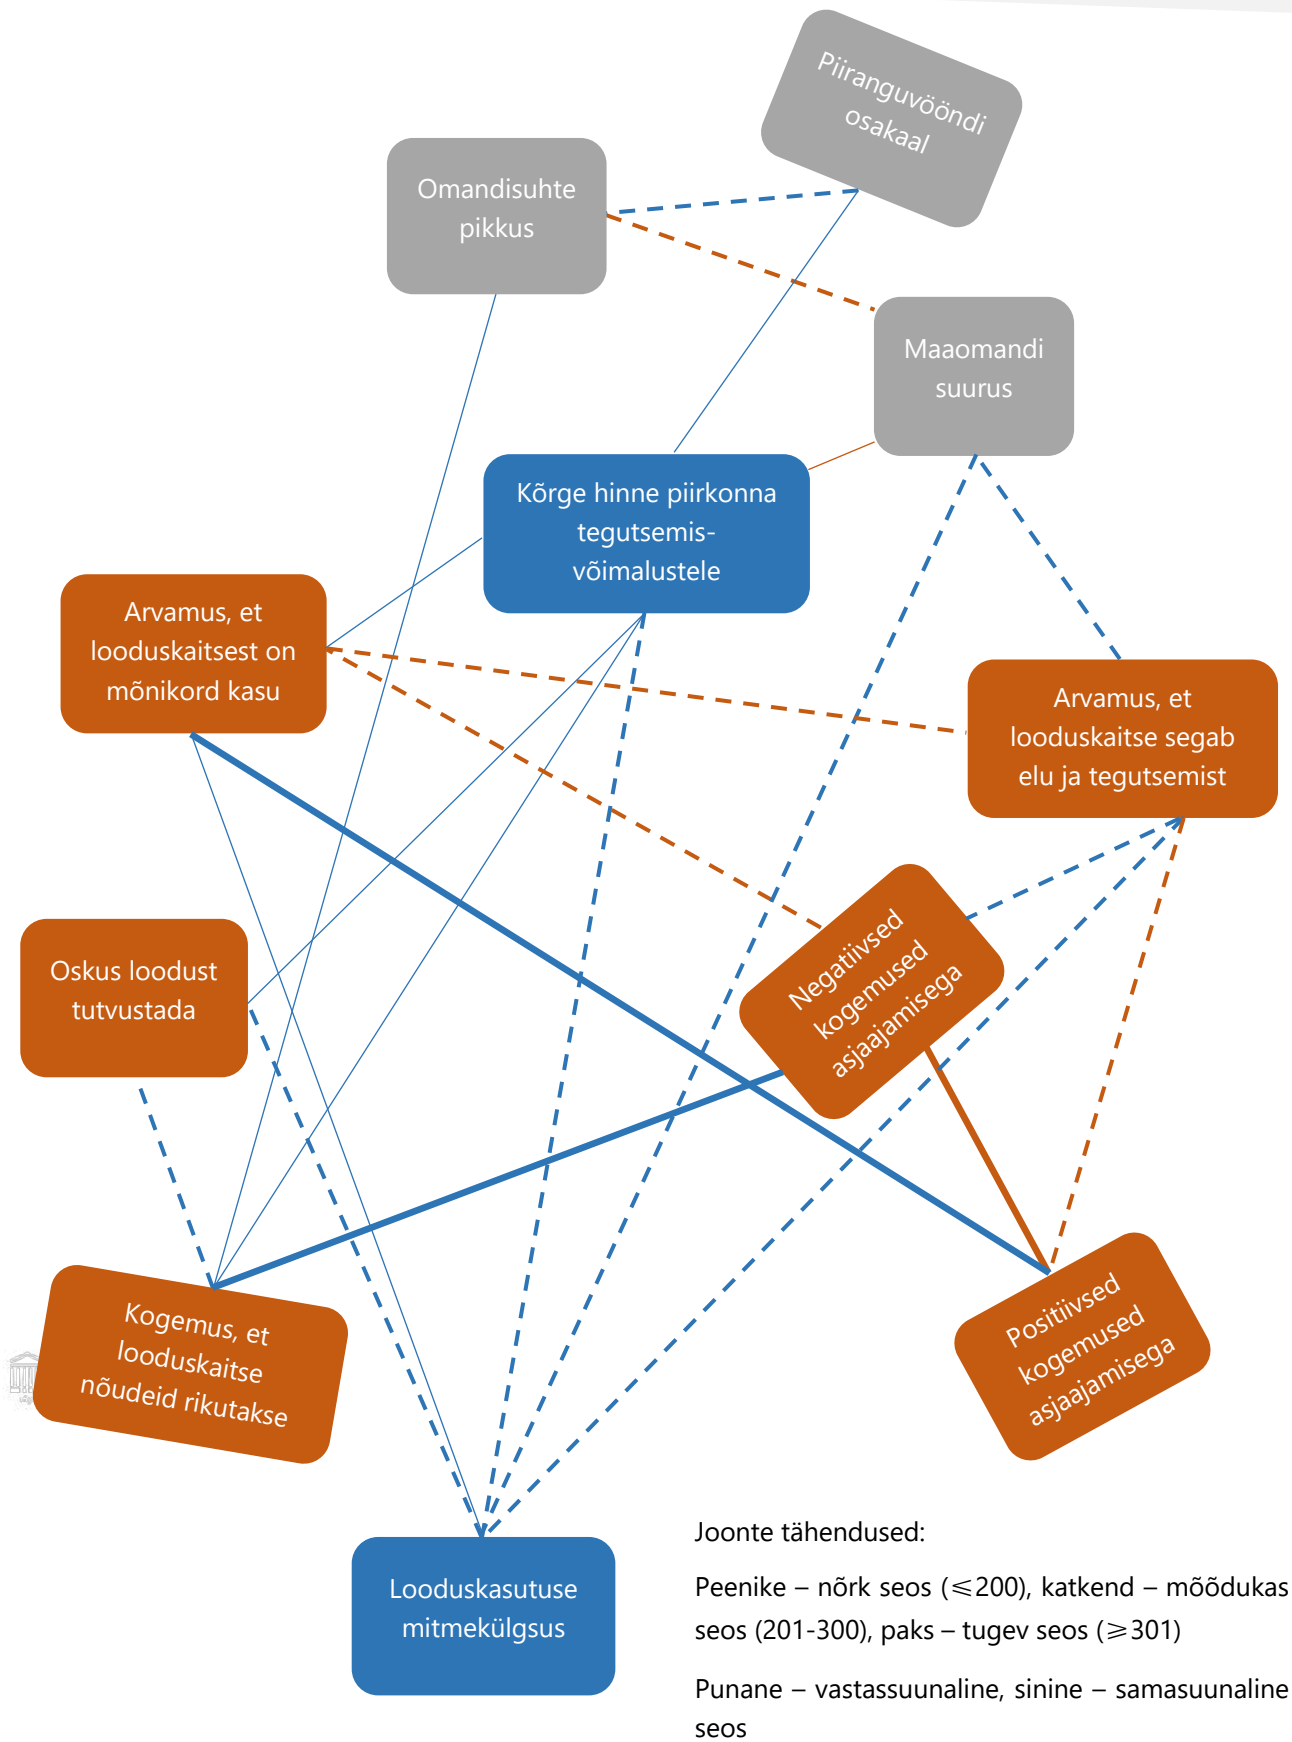 Piiranguvööndi
osakaal
Omandisuhte
pikkus
Maaomandi
suurus
Kõrge hinne piirkonna
tegutsemis-
võimalustele
Arvamus, et
looduskaitsest on
mõnikord kasu
Arvamus, et
looduskaitse segab
elu ja tegutsemist
Negatiivsed
kogemused
asjaajamisega
Oskus loodust
tutvustada
Kogemus, et
looduskaitse
nõudeid rikutakse
Positiivsed
kogemused
asjaajamisega
Looduskasutuse
mitmekülgsus
Joonte tähendused:
Peenike – nõrk seos (≤200), katkend – mõõdukas
seos (201-300), paks – tugev seos (≥301)
Punane – vastassuunaline, sinine – samasuunaline
seos